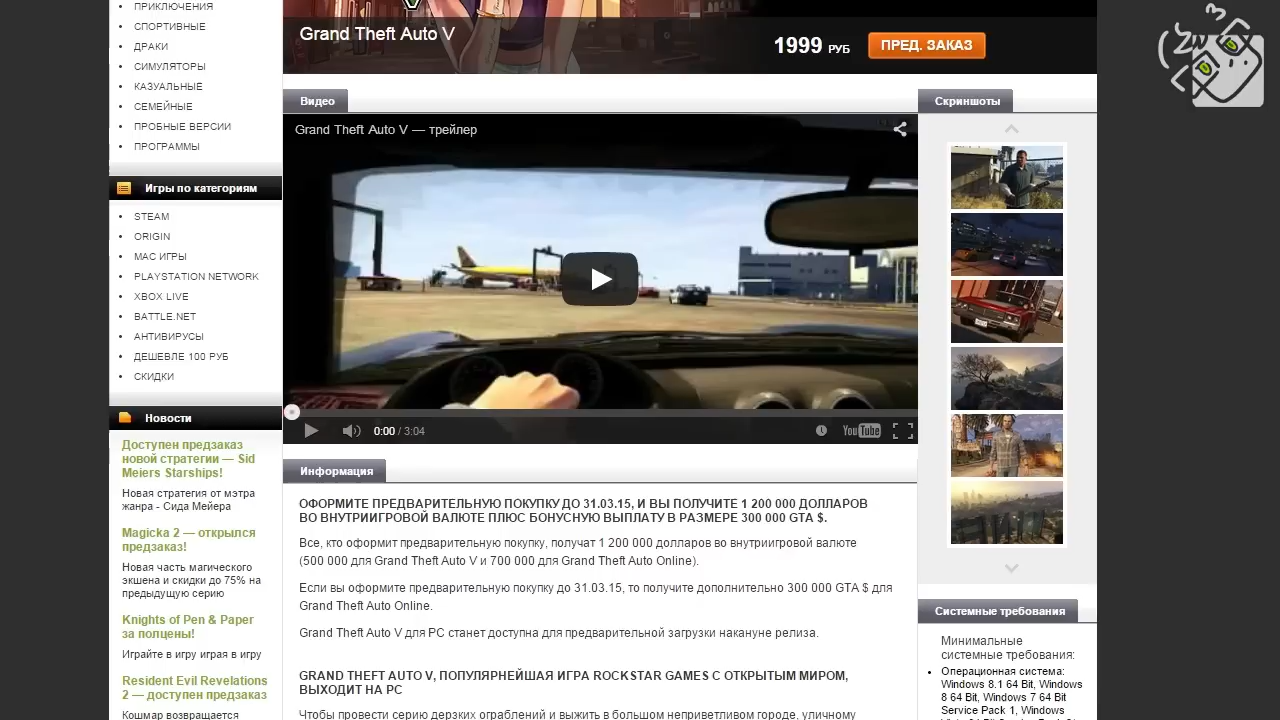 ПРИКЛЮЧЕНИЯ
СПОРТИВНЫЕ
ДРАКИ
СИМУЛЯТОРЫ
КАЗУАЛЬНЫЕ
СЕМЕЙНЫЕ
ПРОБНЫЕ ВЕРСИИ
ПРОГРАММЫ
Игры по категориям
STEAM
ORIGIN
MAC ИГРЫ
PLAYSTATION NETWORK
XBOX LIVE
BATTLE.NET
АНТИВИРУСЫ
ДЕШЕВЛЕ 100 РУБ
СКИДКИ
Новости
Доступен предзаказ
новой стратегии — Sid
Meiers Starships!
Новая стратегия от мэтра
жанра - Сида Мейера
Magicka 2 — открылся
предзаказ!
Новая часть магического
экшена и скидки до 75% на
предыдущую серию
Knights of Pen & Paper
за полцены!
Играйте в игру играя в игру
Resident Evil Revelations
2 — доступен предзаказ
Кошмар возвращается
Grand Theft Auto V
1999 РУБ
ПРЕД. ЗАКАЗ
Видео
Grand Theft Auto V — трейлер
0:00 / 3:04
YouTube
Информация
ОФОРМИТЕ ПРЕДВАРИТЕЛЬНУЮ ПОКУПКУ ДО 31.03.15, И ВЫ ПОЛУЧИТЕ 1 200 000 ДОЛЛАРОВ
ВО ВНУТРИИГРОВОЙ ВАЛЮТЕ ПЛЮС БОНУСНУЮ ВЫПЛАТУ В РАЗМЕРЕ 300 000 GTA $.
Все, кто оформит предварительную покупку, получат 1 200 000 долларов во внутриигровой валюте
(500 000 для Grand Theft Auto V и 700 000 для Grand Theft Auto Online).
Если вы оформите предварительную покупку до 31.03.15, то получите дополнительно 300 000 GTA $ для
Grand Theft Auto Online.
Grand Theft Auto V для PC станет доступна для предварительной загрузки накануне релиза.
GRAND THEFT AUTO V, ПОПУЛЯРНЕЙШАЯ ИГРА ROCKSTAR GAMES С ОТКРЫТЫМ МИРОМ,
ВЫХОДИТ НА PC
Чтобы провести серию дерзких ограблений и выжить в большом неприветливом городе, уличному
Скриншоты
Системные требования
Минимальные
системные требования:
Операционная система:
Windows 8.1 64 Bit, Windows
8 64 Bit, Windows 7 64 Bit
Service Pack 1, Windows